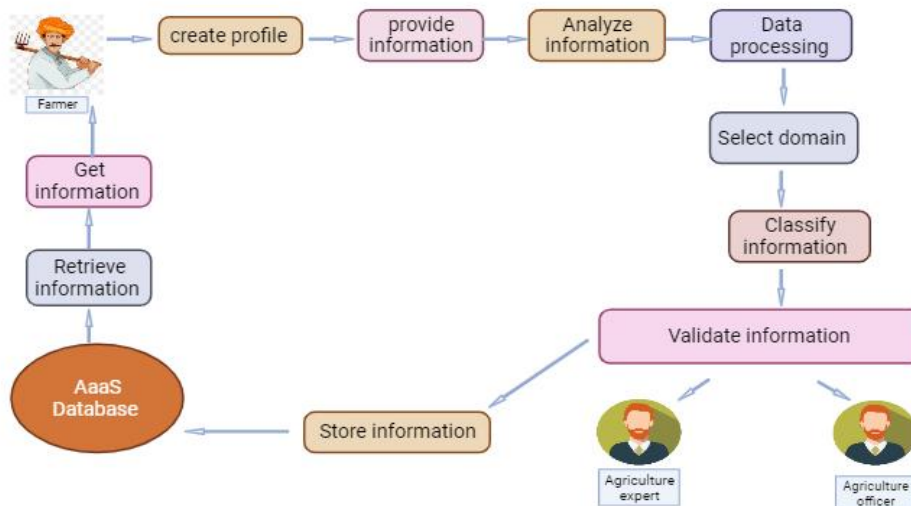 create profile
provide
information
Analyze
information
Data
processing
Farmer
Select domain
Get
information
Classify
information
Retrieve
information
Validate information
AaaS
Database
Store information
Agriculture
expert
Agriculture
officer